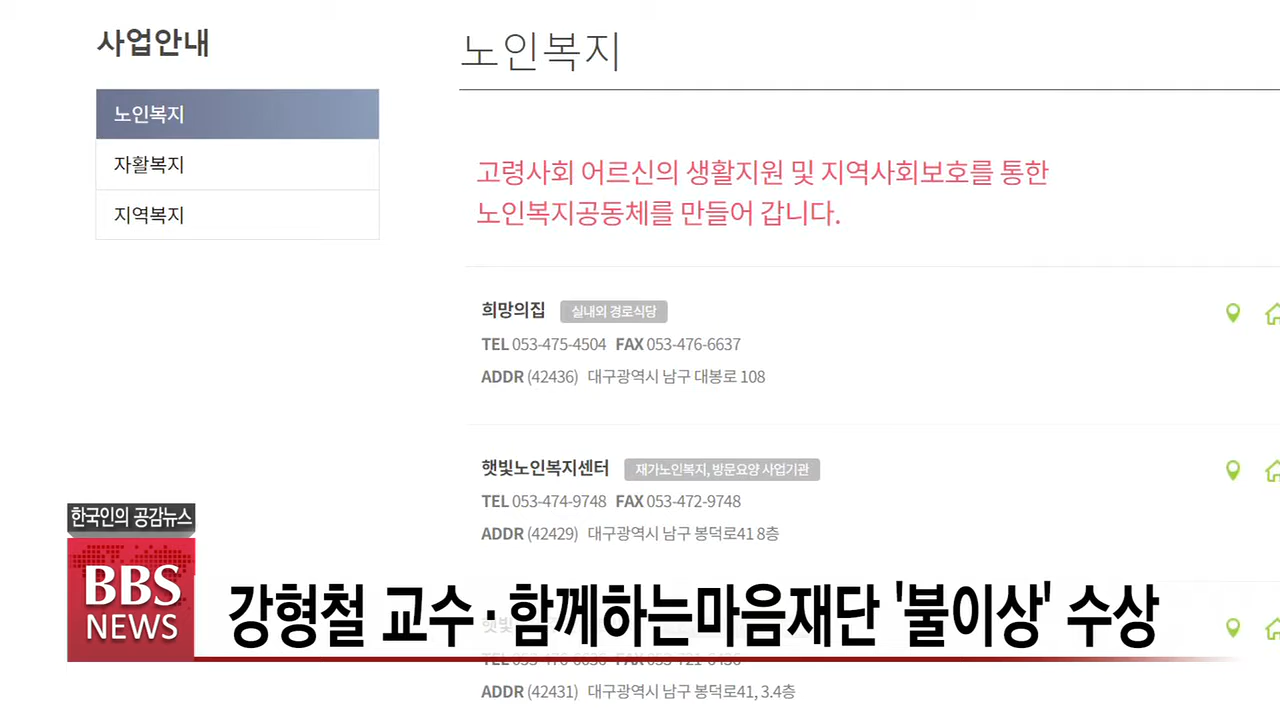 사업안내
노인복지
자활복지
지역복지
노인복지
고령사회 어르신의 생활지원 및 지역사회보호를 통한
노인복지공동체를 만들어 갑니다.
희망의집 실내외 경로식당
TEL 053-475-4504 FAX 053-476-6637
ADDR (42436) 대구광역시 남구 대봉로 108
햇빛노인복지센터 재가노인복지, 방문요양 사업기관
TEL 053-474-9748 FAX 053-472-9748
ADDR (42429) 대구광역시 남구 봉덕로41 8층
한국인의 공감뉴스
BBS
NEWS
강형철 교수·함께하는마음재단 '불이상' 수상
ADDR (42431) 대구광역시 남구 봉덕로41, 3.4층